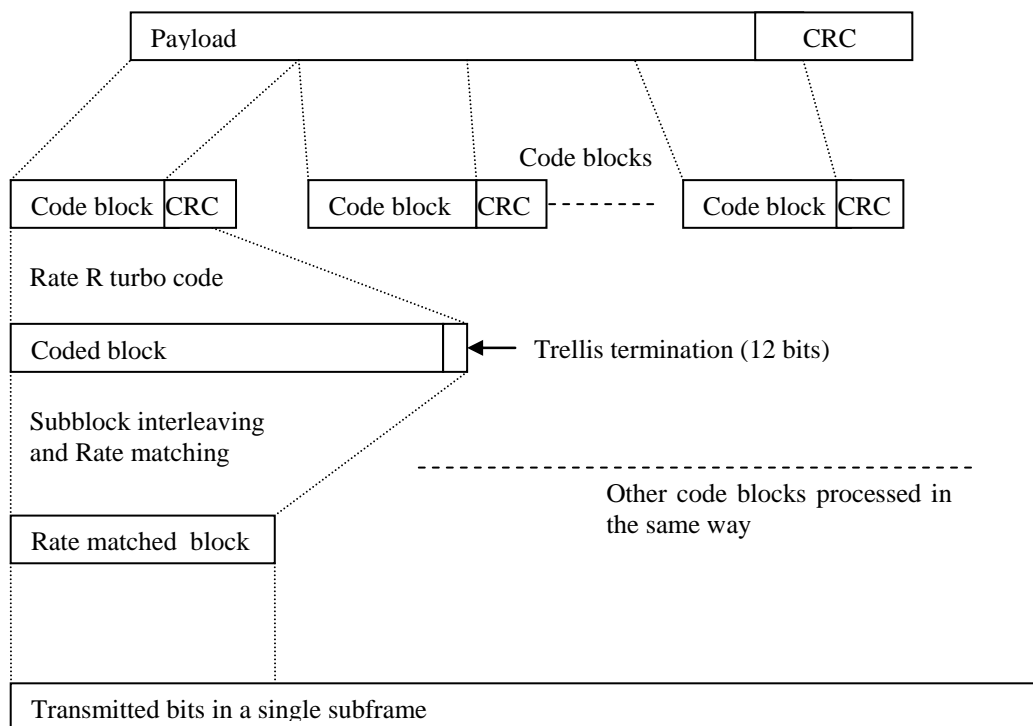 Payload
CRC
Code blocks
Code block
CRC
Code block
CRC
Code block
CRC
Rate R turbo code
Coded block
Trellis termination (12 bits)
Subblock interleaving
and Rate matching
Other code blocks processed in
the same way
Rate matched block
Transmitted bits in a single subframe